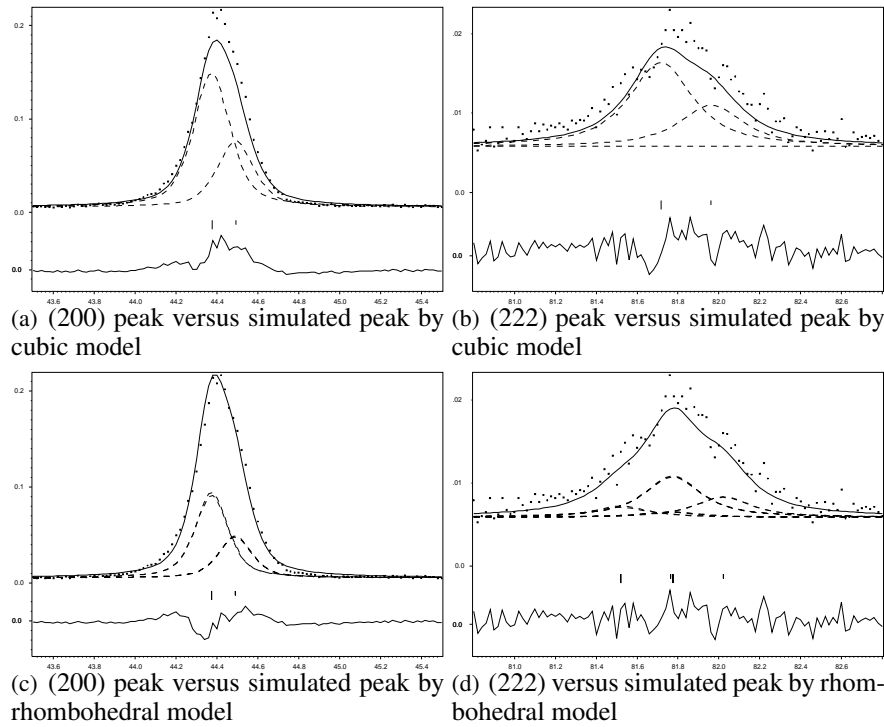 0.2
0.1
0.0
0.0
43.6 43.8 44.0 44.2 44.4 44.6 44.8 45.0 45.2 45.4
(a) (200) peak versus simulated peak by
cubic model
.02
.01
0.0
0.0
81.0 81.2 81.4 81.6 81.8 82.0 82.2 82.4 82.6
(b) (222) peak versus simulated peak by
cubic model
0.2
0.1
0.0
0.0
43.6 43.8 44.0 44.2 44.4 44.6 44.8 45.0 45.2 45.4
(c) (200) peak versus simulated peak by
rhombohedral model
.02
.01
0.0
0.0
81.0 81.2 81.4 81.6 81.8 82.0 82.2 82.4 82.6
(d) (222) versus simulated peak by rhom-
bohedral model